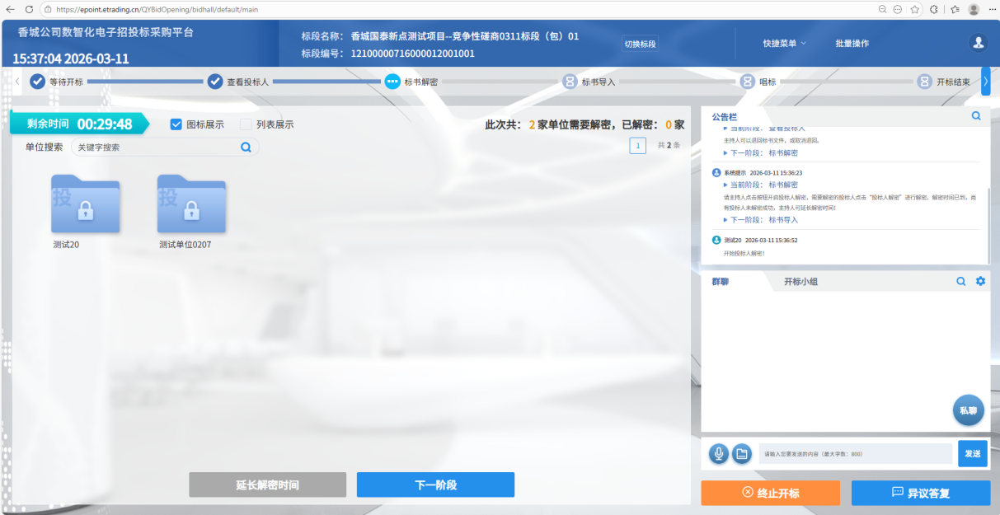 https://epoint.etrading.cn/QYBidOpening/bidhall/default/main
香城公司数智化电子招投标采购平台
15:37:04 2026-03-11
标段名称： 香城国泰新点测试项目--竞争性磋商0311标段（包）01
标段编号： 12100000716000012001001
切换标段
快捷菜单
批量操作
等待开标
查看投标人
标书解密
标书导入
唱标
开标结束
剩余时间 00:29:48
图标展示
列表展示
此次共： 2 家单位需要解密，已解密： 0 家
单位搜索
关键字搜索
1
共 2 条
投
投
测试20
测试单位0207
延长解密时间
下一阶段
公告栏
当前阶段： 查看投标人
主持人可以退回标书文件，或取消退回。
下一阶段： 标书解密
系统提示 2026-03-11 15:36:23
当前阶段： 标书解密
请主持人点击按钮开启投标人解密，需要解密的投标人点击“投标人解密”进行解密，解密时间已到，尚
有投标人未解密成功，主持人可延长解密时间！
下一阶段： 标书导入
测试20 2026-03-11 15:36:52
开始投标人解密！
群聊
开标小组
私聊
请输入您要发送的内容（最大字数：800）
发送
终止开标
异议答复